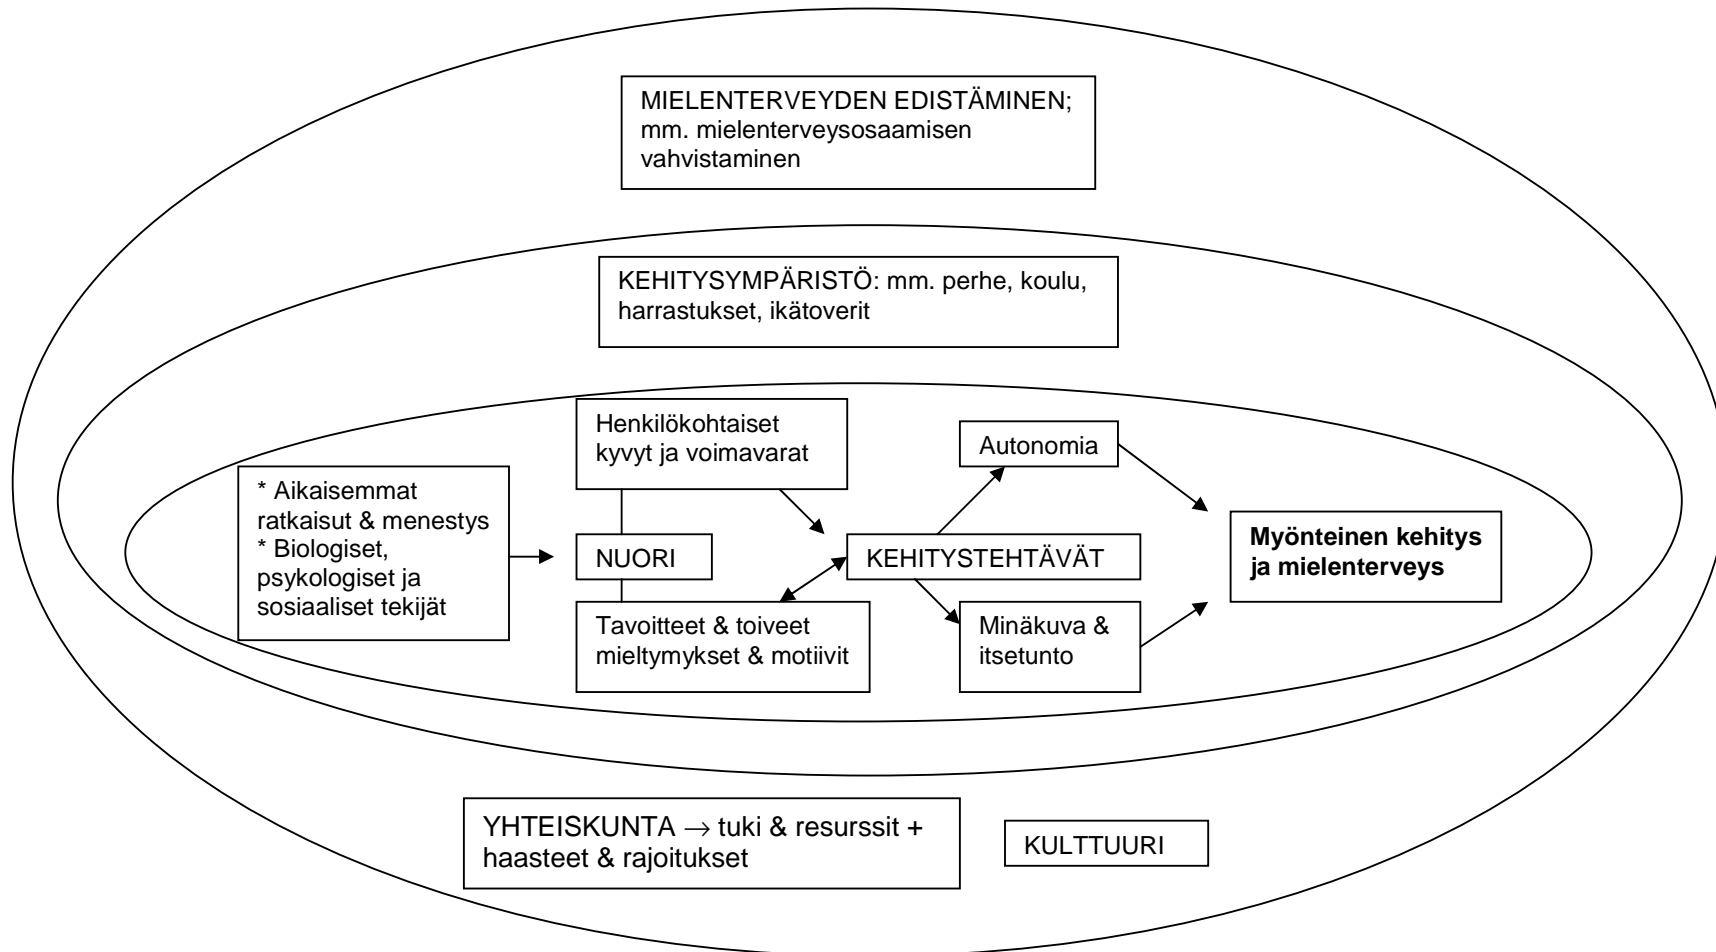 MIELENTERVEYDEN EDISTÄMINEN;
mm. mielenterveysosaamisen
vahvistaminen
KEHITYSYMPÄRISTÖ: mm. perhe, koulu,
harrastukset, ikätoverit
* Aikaisemmat
ratkaisut & menestys
* Biologiset,
psykologiset ja
sosiaaliset tekijät
Henkilökohtaiset
kyvyt ja voimavarat
NUORI
Tavoitteet & toiveet
mieltymykset & motiivit
KEHITYSTEHTÄVÄT
Autonomia
Minäkuva &
itsetunto
Myönteinen kehitys
ja mielenterveys
YHTEISKUNTA → tuki & resurssit +
haasteet & rajoitukset
KULTTUURI